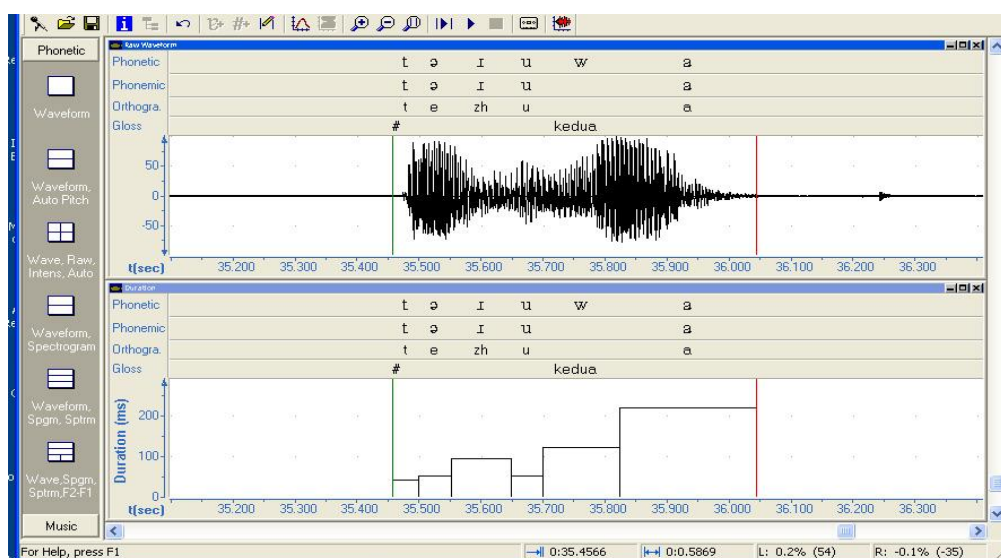 Phonetic
Waveform
Waveform,
Auto Pitch
Wave, Raw,
Intens, Auto
Waveform,
Spectrogram
Waveform,
Spgm, Sptrm
Wave,Spgm,
Sptrm,F2-F1
Music
Raw Waveform
Phonetic t ə ɪ u w a
Phonemic t ə ɪ u a
Orthogra. t e zh u a
Gloss # kedua
50
0
-50
t(sec) 35.200 35.300 35.400 35.500 35.600 35.700 35.800 35.900 36.000 36.100 36.200 36.300
Duration
Phonetic t ə ɪ u w a
Phonemic t ə ɪ u a
Orthogra. t e zh u a
Gloss # kedua
Duration (ms)
200
100
0
t(sec) 35.200 35.300 35.400 35.500 35.600 35.700 35.800 35.900 36.000 36.100 36.200 36.300
For Help, press F1 0:35.4566 0:0.5869 L: 0.2% (54) R: -0.1% (-35)